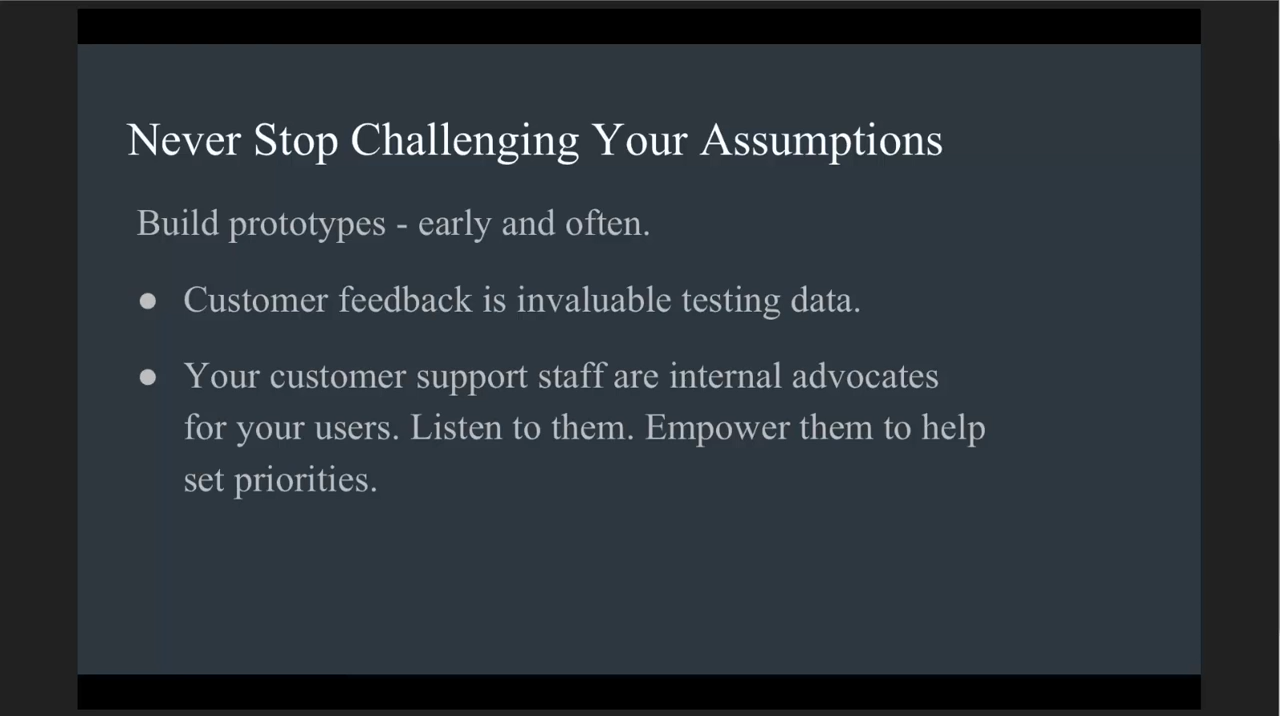 Never Stop Challenging Your Assumptions
Build prototypes - early and often.
● Customer feedback is invaluable testing data.
● Your customer support staff are internal advocates
for your users. Listen to them. Empower them to help
set priorities.